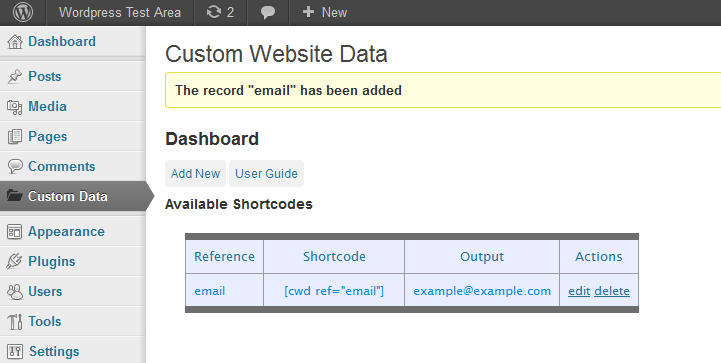 Wordpress Test Area 2 + New
Dashboard
Posts
Media
Pages
Comments
Custom Data
Appearance
Plugins
Users
Tools
Settings
Custom Website Data
The record "email" has been added
Dashboard
Add New User Guide
Available Shortcodes
Reference Shortcode Output Actions
email [cwd ref="email"] example@example.com edit delete